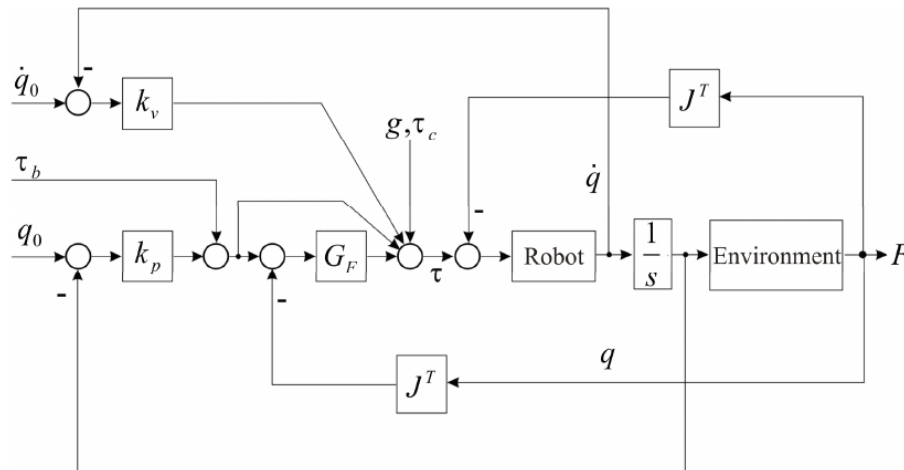 -
q̇₀
k_v
J^T
g,τ_c
τ_b
q̇
-
q₀
k_p
G_F
τ
Robot
1/s
Environment
F
-
-
J^T
q